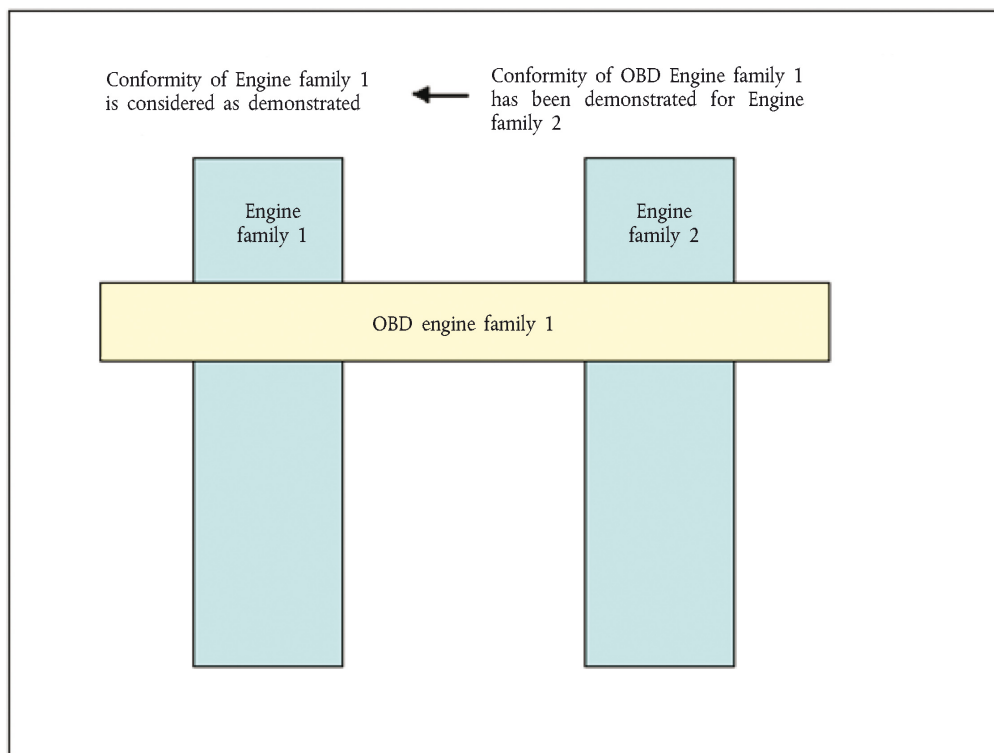 Conformity of Engine family 1
is considered as demonstrated
Conformity of OBD Engine family 1
has been demonstrated for Engine
family 2
Engine
family 1
Engine
family 2
OBD engine family 1